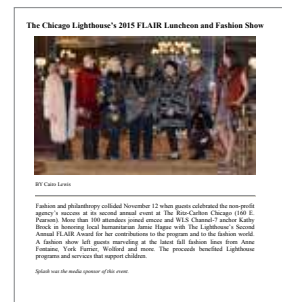 The Chicago Lighthouse's 2015 FLAIR Luncheon and Fashion Show
BY Cairo Lewis
Fashion and philanthropy collided November 12 when guests celebrated the non-profit
agency's success at its second annual event at The Ritz-Carlton Chicago (160 E.
Pearson). More than 100 attendees joined emcee and WLS Channel-7 anchor Kathy
Brock in honoring local humanitarian Jamie Hague with The Lighthouse's Second
Annual FLAIR Award for her contributions to the program and to the fashion world.
A fashion show left guests marveling at the latest fall fashion lines from Anne
Fontaine, York Furrier, Wolford and more. The proceeds benefited Lighthouse
programs and services that support children.
Splash was the media sponsor of this event.